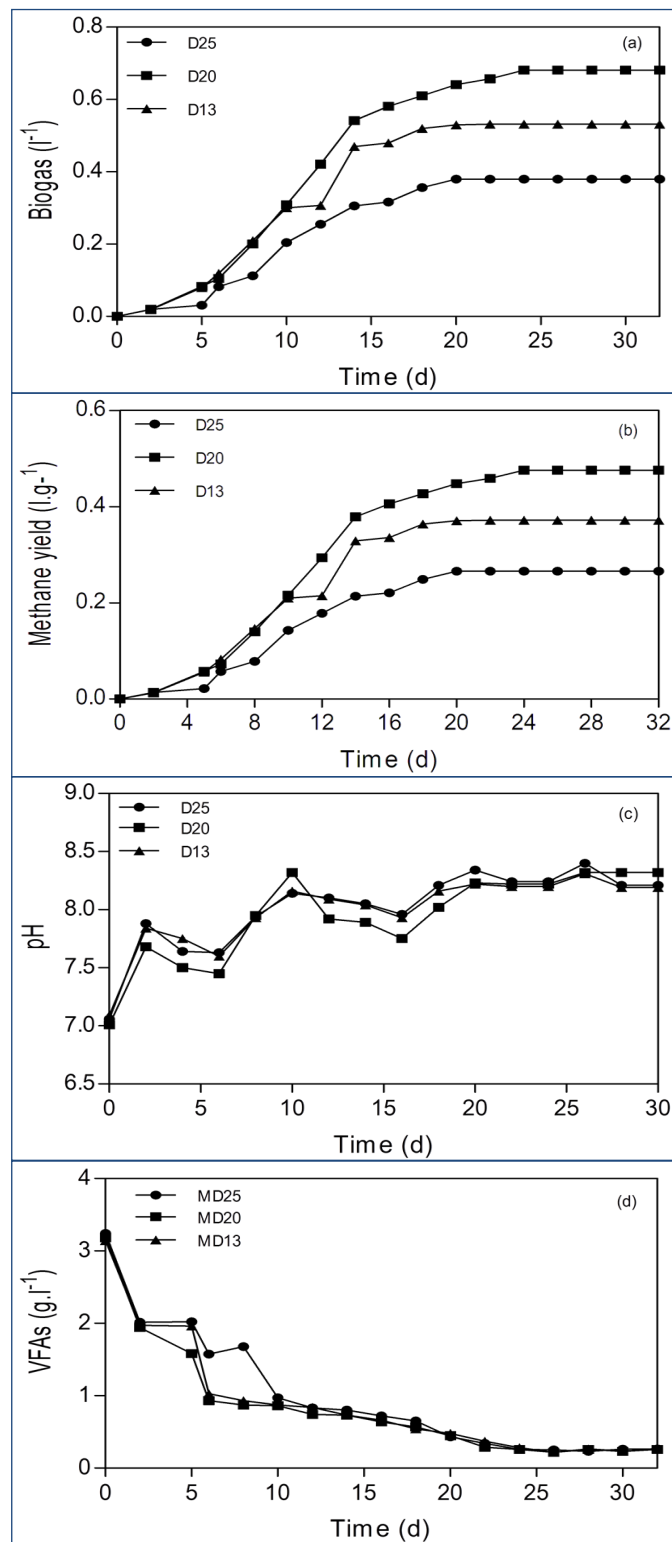 (a)
D25
D20
D13
0.8
0.6
0.4
0.2
0.0
Biogas (l⁻¹)
0 5 10 15 20 25 30
Time (d)
(b)
D25
D20
D13
0.6
0.4
0.2
0.0
Methane yield (l.g-¹)
0 4 8 12 16 20 24 28 32
Time (d)
(c)
D25
D20
D13
9.0
8.5
8.0
7.5
7.0
6.5
pH
0 5 10 15 20 25 30
Time (d)
(d)
MD25
MD20
MD13
4
3
2
1
0
VFAs (g.l⁻¹)
0 5 10 15 20 25 30
Time (d)